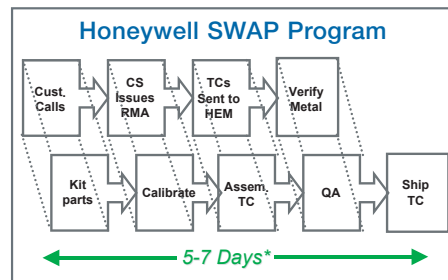 Honeywell SWAP Program
Cust.
Calls
CS
Issues
RMA
TCs
Sent to
HEM
Verify
Metal
Kit
parts
Calibrate
Assem.
TC
QA
Ship
TC
5-7 Days*